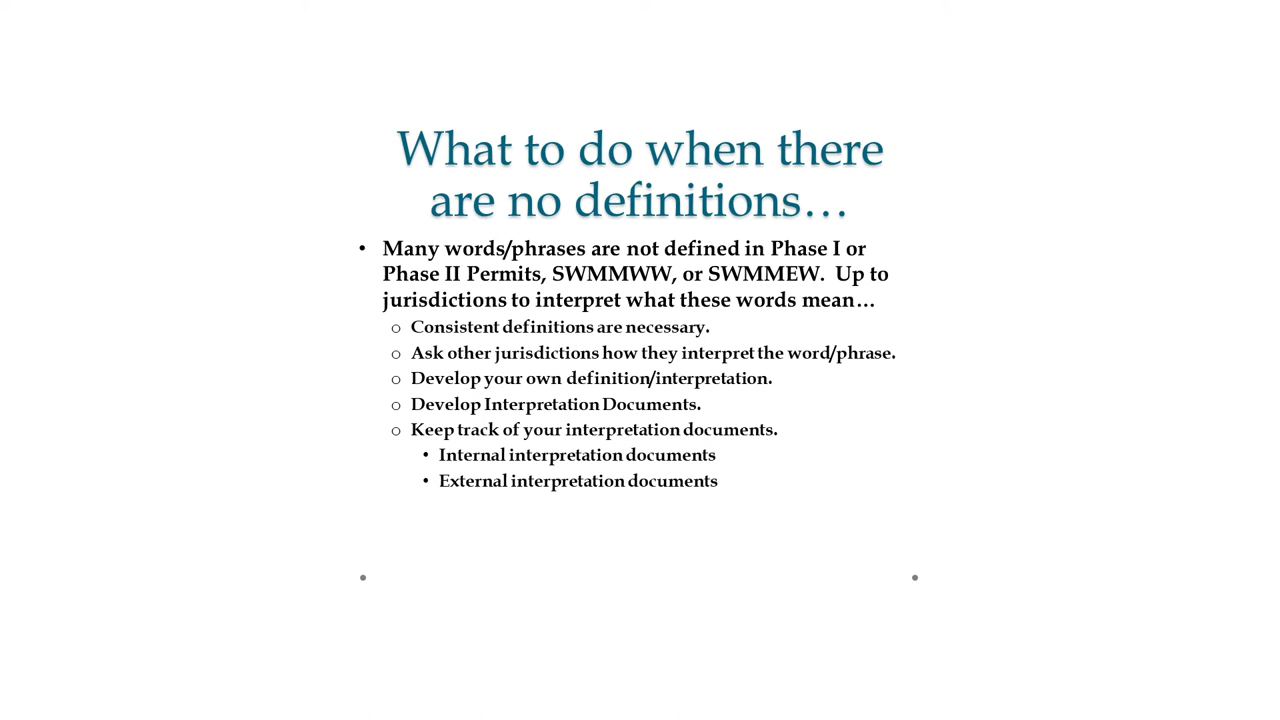 What to do when there
are no definitions…
• Many words/phrases are not defined in Phase I or
Phase II Permits, SWMMWW, or SWMMEW.  Up to
jurisdictions to interpret what these words mean…
o Consistent definitions are necessary.
o Ask other jurisdictions how they interpret the word/phrase.
o Develop your own definition/interpretation.
o Develop Interpretation Documents.
o Keep track of your interpretation documents.
• Internal interpretation documents
• External interpretation documents